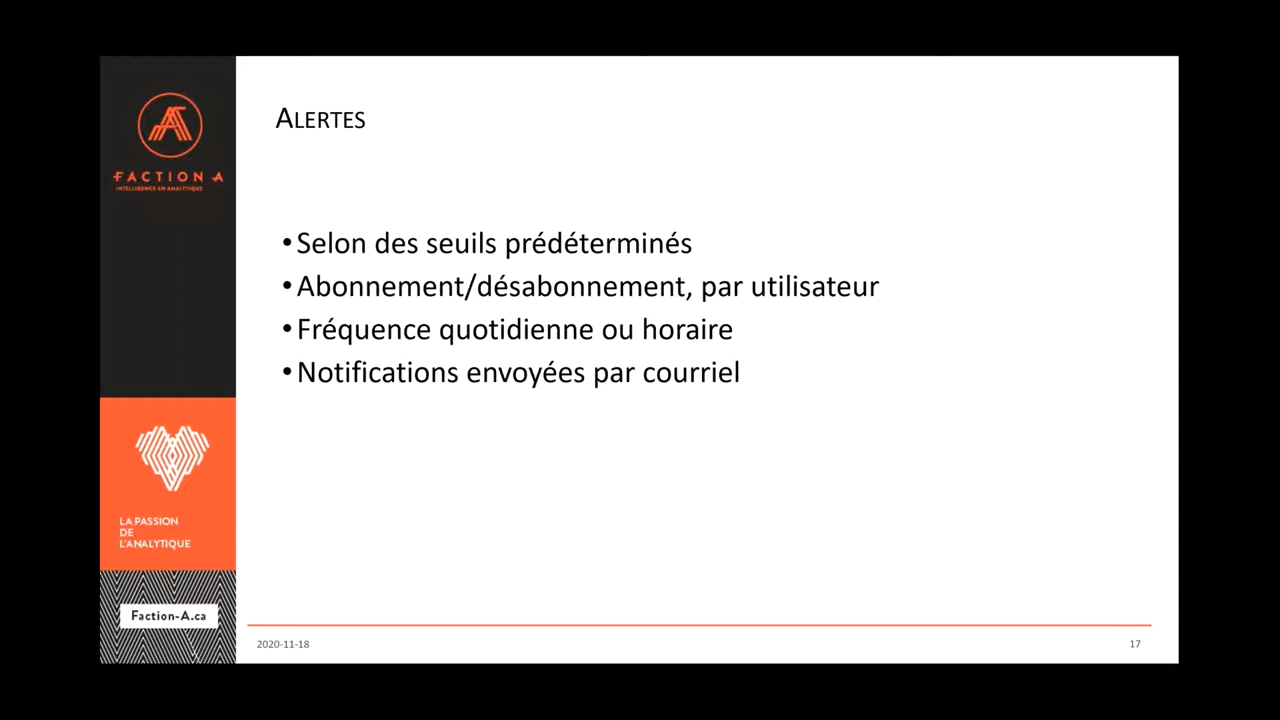 FACTION A
INTELLIGENCE EN ANALYTIQUE
ALERTES
•Selon des seuils prédéterminés
•Abonnement/désabonnement, par utilisateur
•Fréquence quotidienne ou horaire
•Notifications envoyées par courriel
LA PASSION
DE
L'ANALYTIQUE
Faction-A.ca
2020-11-18
17